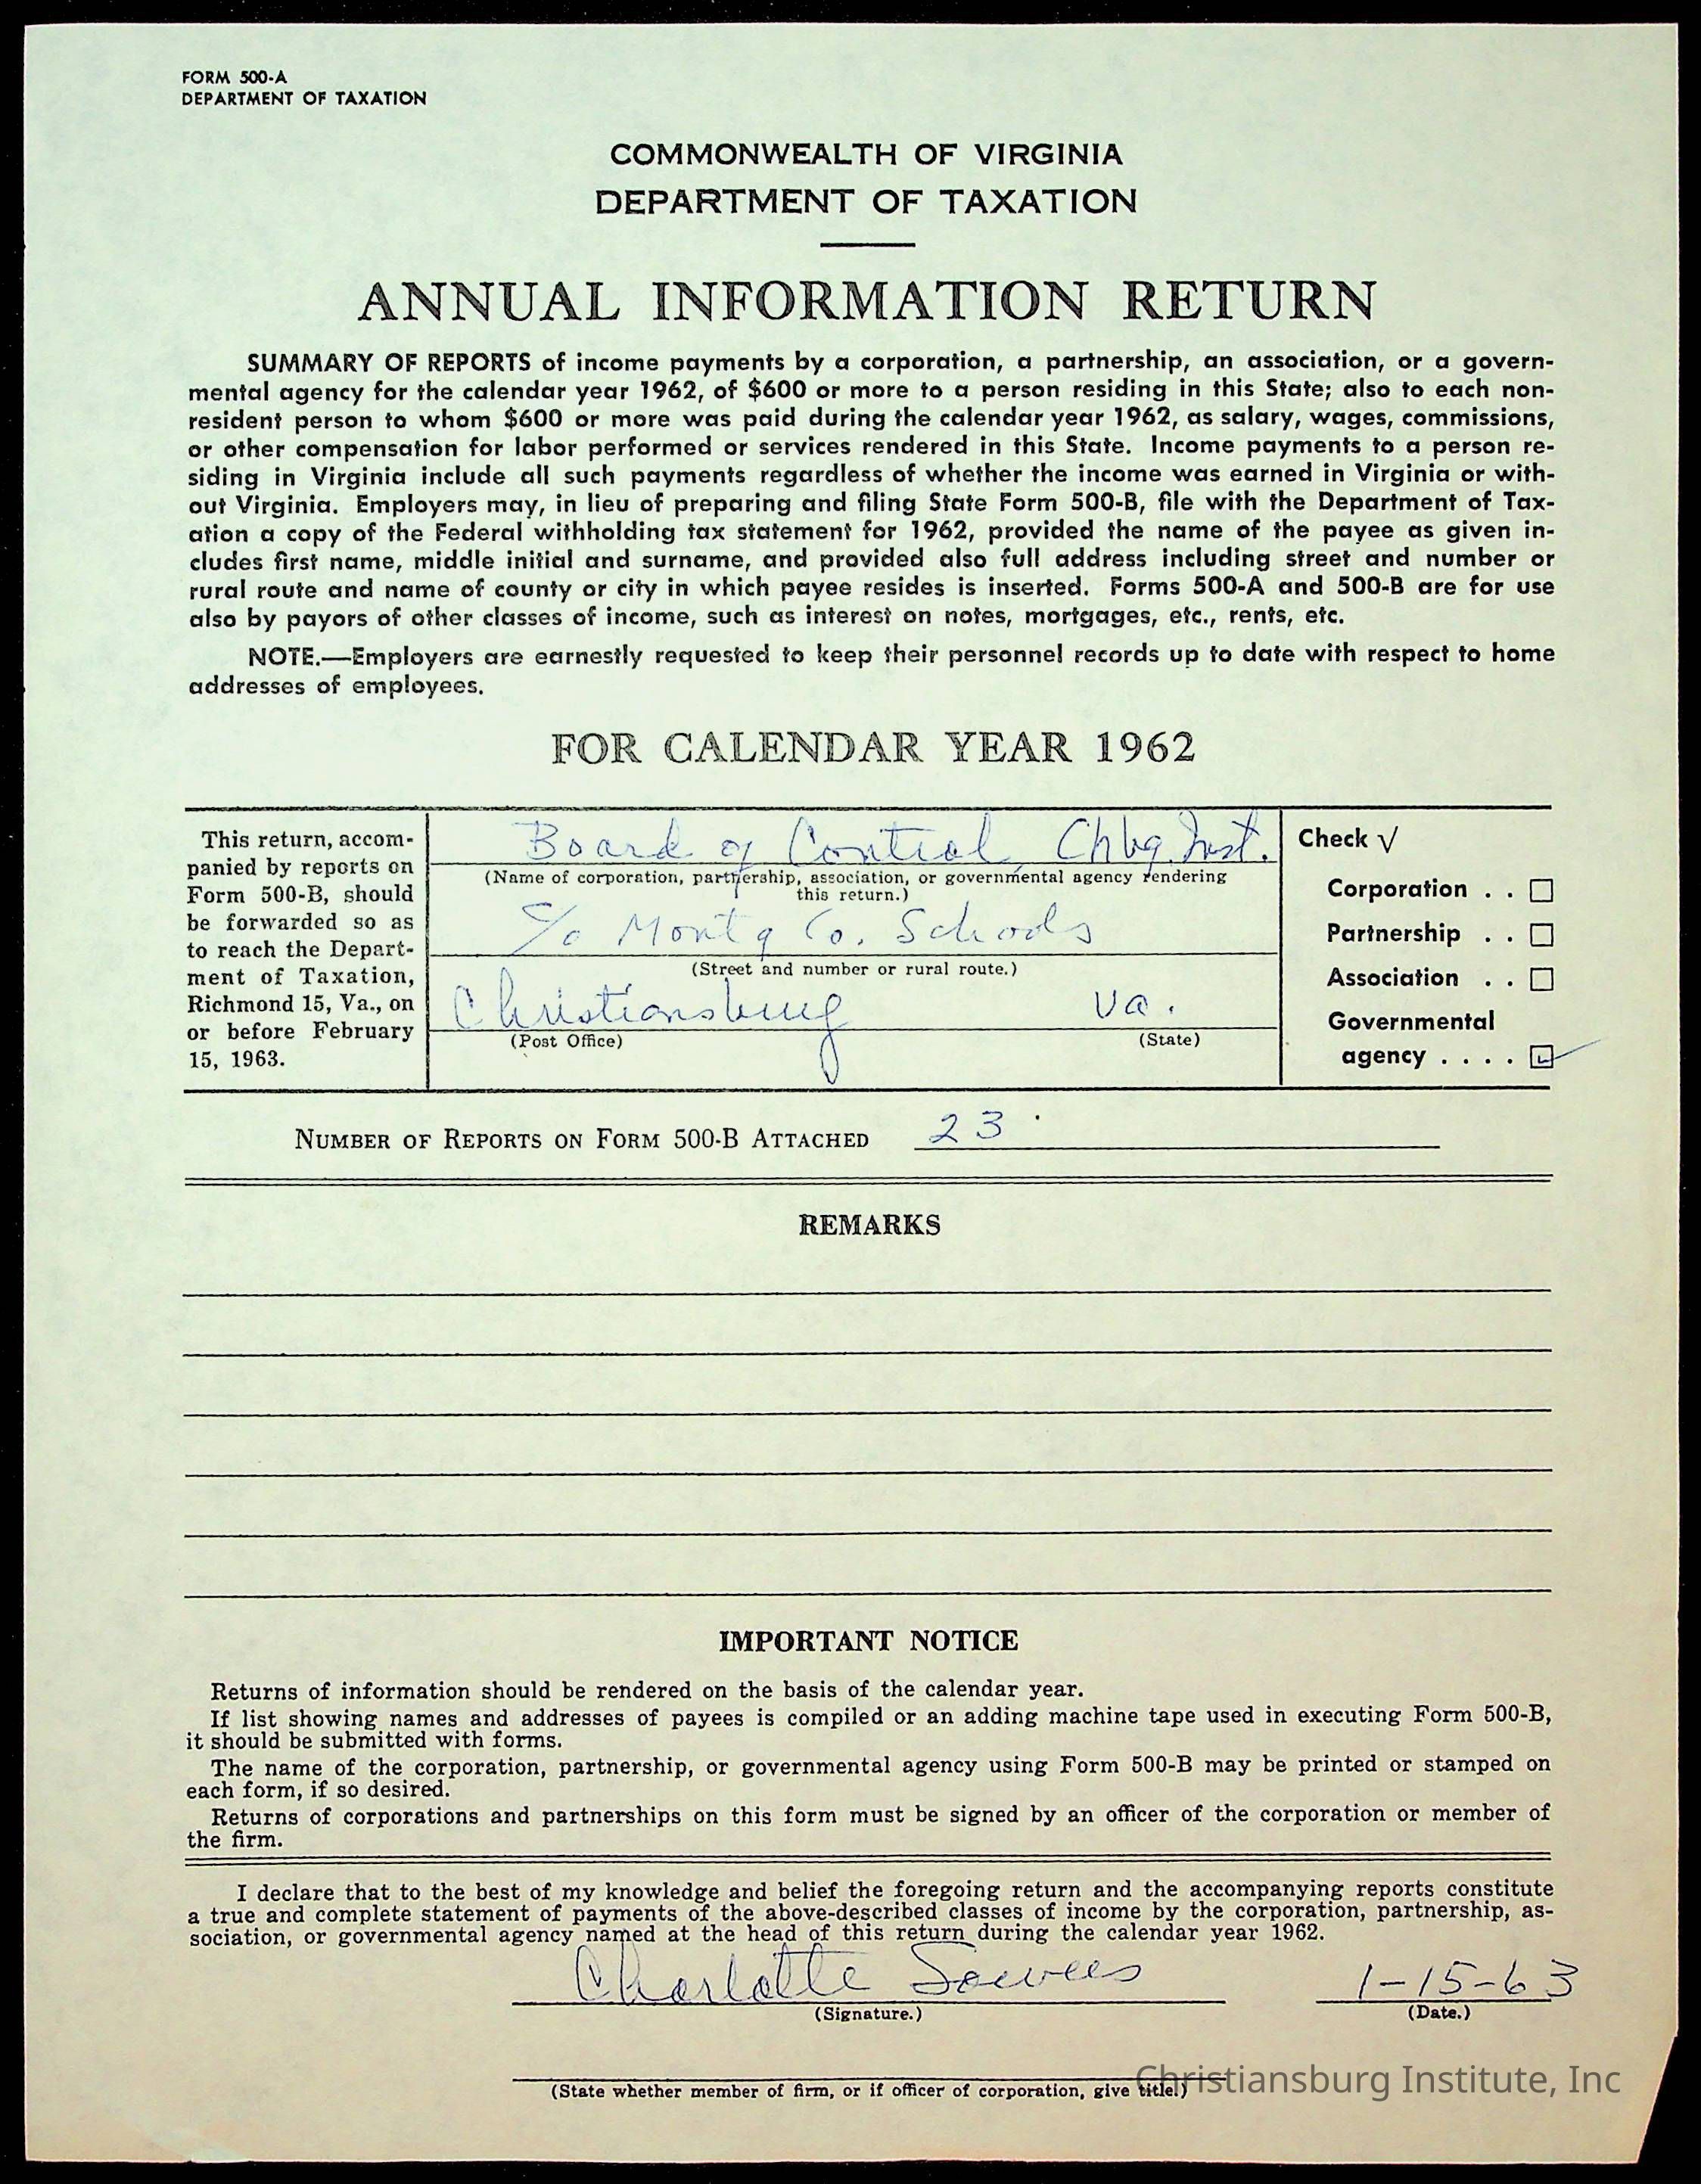 FORM 500-A
DEPARTMENT OF TAXATION
COMMONWEALTH OF VIRGINIA
DEPARTMENT OF TAXATION
ANNUAL INFORMATION RETURN
SUMMARY OF REPORTS of income payments by a corporation, a partnership, an association, or a govern-
mental agency for the calendar year 1962, of $600 or more to a person residing in this State; also to each non-
resident person to whom $600 or more was paid during the calendar year 1962, as salary, wages, commissions,
or other compensation for labor performed or services rendered in this State. Income payments to a person re-
siding in Virginia include all such payments regardless of whether the income was earned in Virginia or with-
out Virginia. Employers may, in lieu of preparing and filing State Form 500-B, file with the Department of Tax-
ation a copy of the Federal withholding tax statement for 1962, provided the name of the payee as given in-
cludes first name, middle initial and surname, and provided also full address including street and number or
rural route and name of county or city in which payee resides is inserted. Forms 500-A and 500-B are for use
also by payors of other classes of income, such as interest on notes, mortgages, etc., rents, etc.
NOTE.—Employers are earnestly requested to keep their personnel records up to date with respect to home
addresses of employees.
FOR CALENDAR YEAR 1962
This return, accom-
panied by reports on
Form 500-B, should
be forwarded so as
to reach the Depart-
ment of Taxation,
Richmond 15, Va., on
or before February
15, 1963.
Board of Control, Chbg. Inst.
(Name of corporation, partnership, association, or governmental agency rendering
this return.)
c/o Montg Co. Schools
(Street and number or rural route.)
Christiansburg Va.
(Post Office) (State)
Check √
Corporation . .
Partnership . .
Association . .
Governmental
agency . . . .
NUMBER OF REPORTS ON FORM 500-B ATTACHED 23
REMARKS
IMPORTANT NOTICE
Returns of information should be rendered on the basis of the calendar year.
If list showing names and addresses of payees is compiled or an adding machine tape used in executing Form 500-B,
it should be submitted with forms.
The name of the corporation, partnership, or governmental agency using Form 500-B may be printed or stamped on
each form, if so desired.
Returns of corporations and partnerships on this form must be signed by an officer of the corporation or member of
the firm.
I declare that to the best of my knowledge and belief the foregoing return and the accompanying reports constitute
a true and complete statement of payments of the above-described classes of income by the corporation, partnership, as-
sociation, or governmental agency named at the head of this return during the calendar year 1962.
Charlotte 1-15-63
(Signature.) (Date.)
(State whether member of firm, or if officer of corporation, give title.)
Christiansburg Institute, Inc